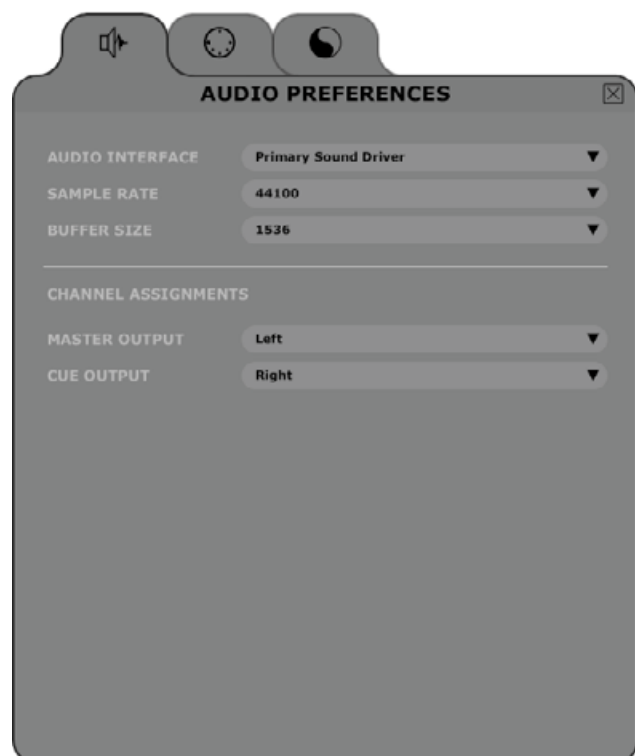 AUDIO PREFERENCES
AUDIO INTERFACE Primary Sound Driver
SAMPLE RATE 44100
BUFFER SIZE 1536
CHANNEL ASSIGNMENTS
MASTER OUTPUT Left
CUE OUTPUT Right